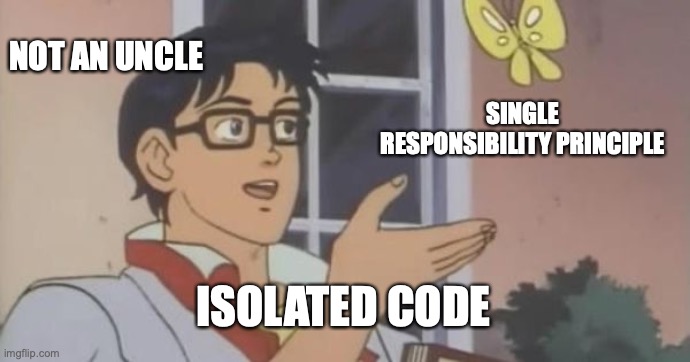 NOT AN UNCLE
SINGLE
RESPONSIBILITY PRINCIPLE
ISOLATED CODE
imgflip.com